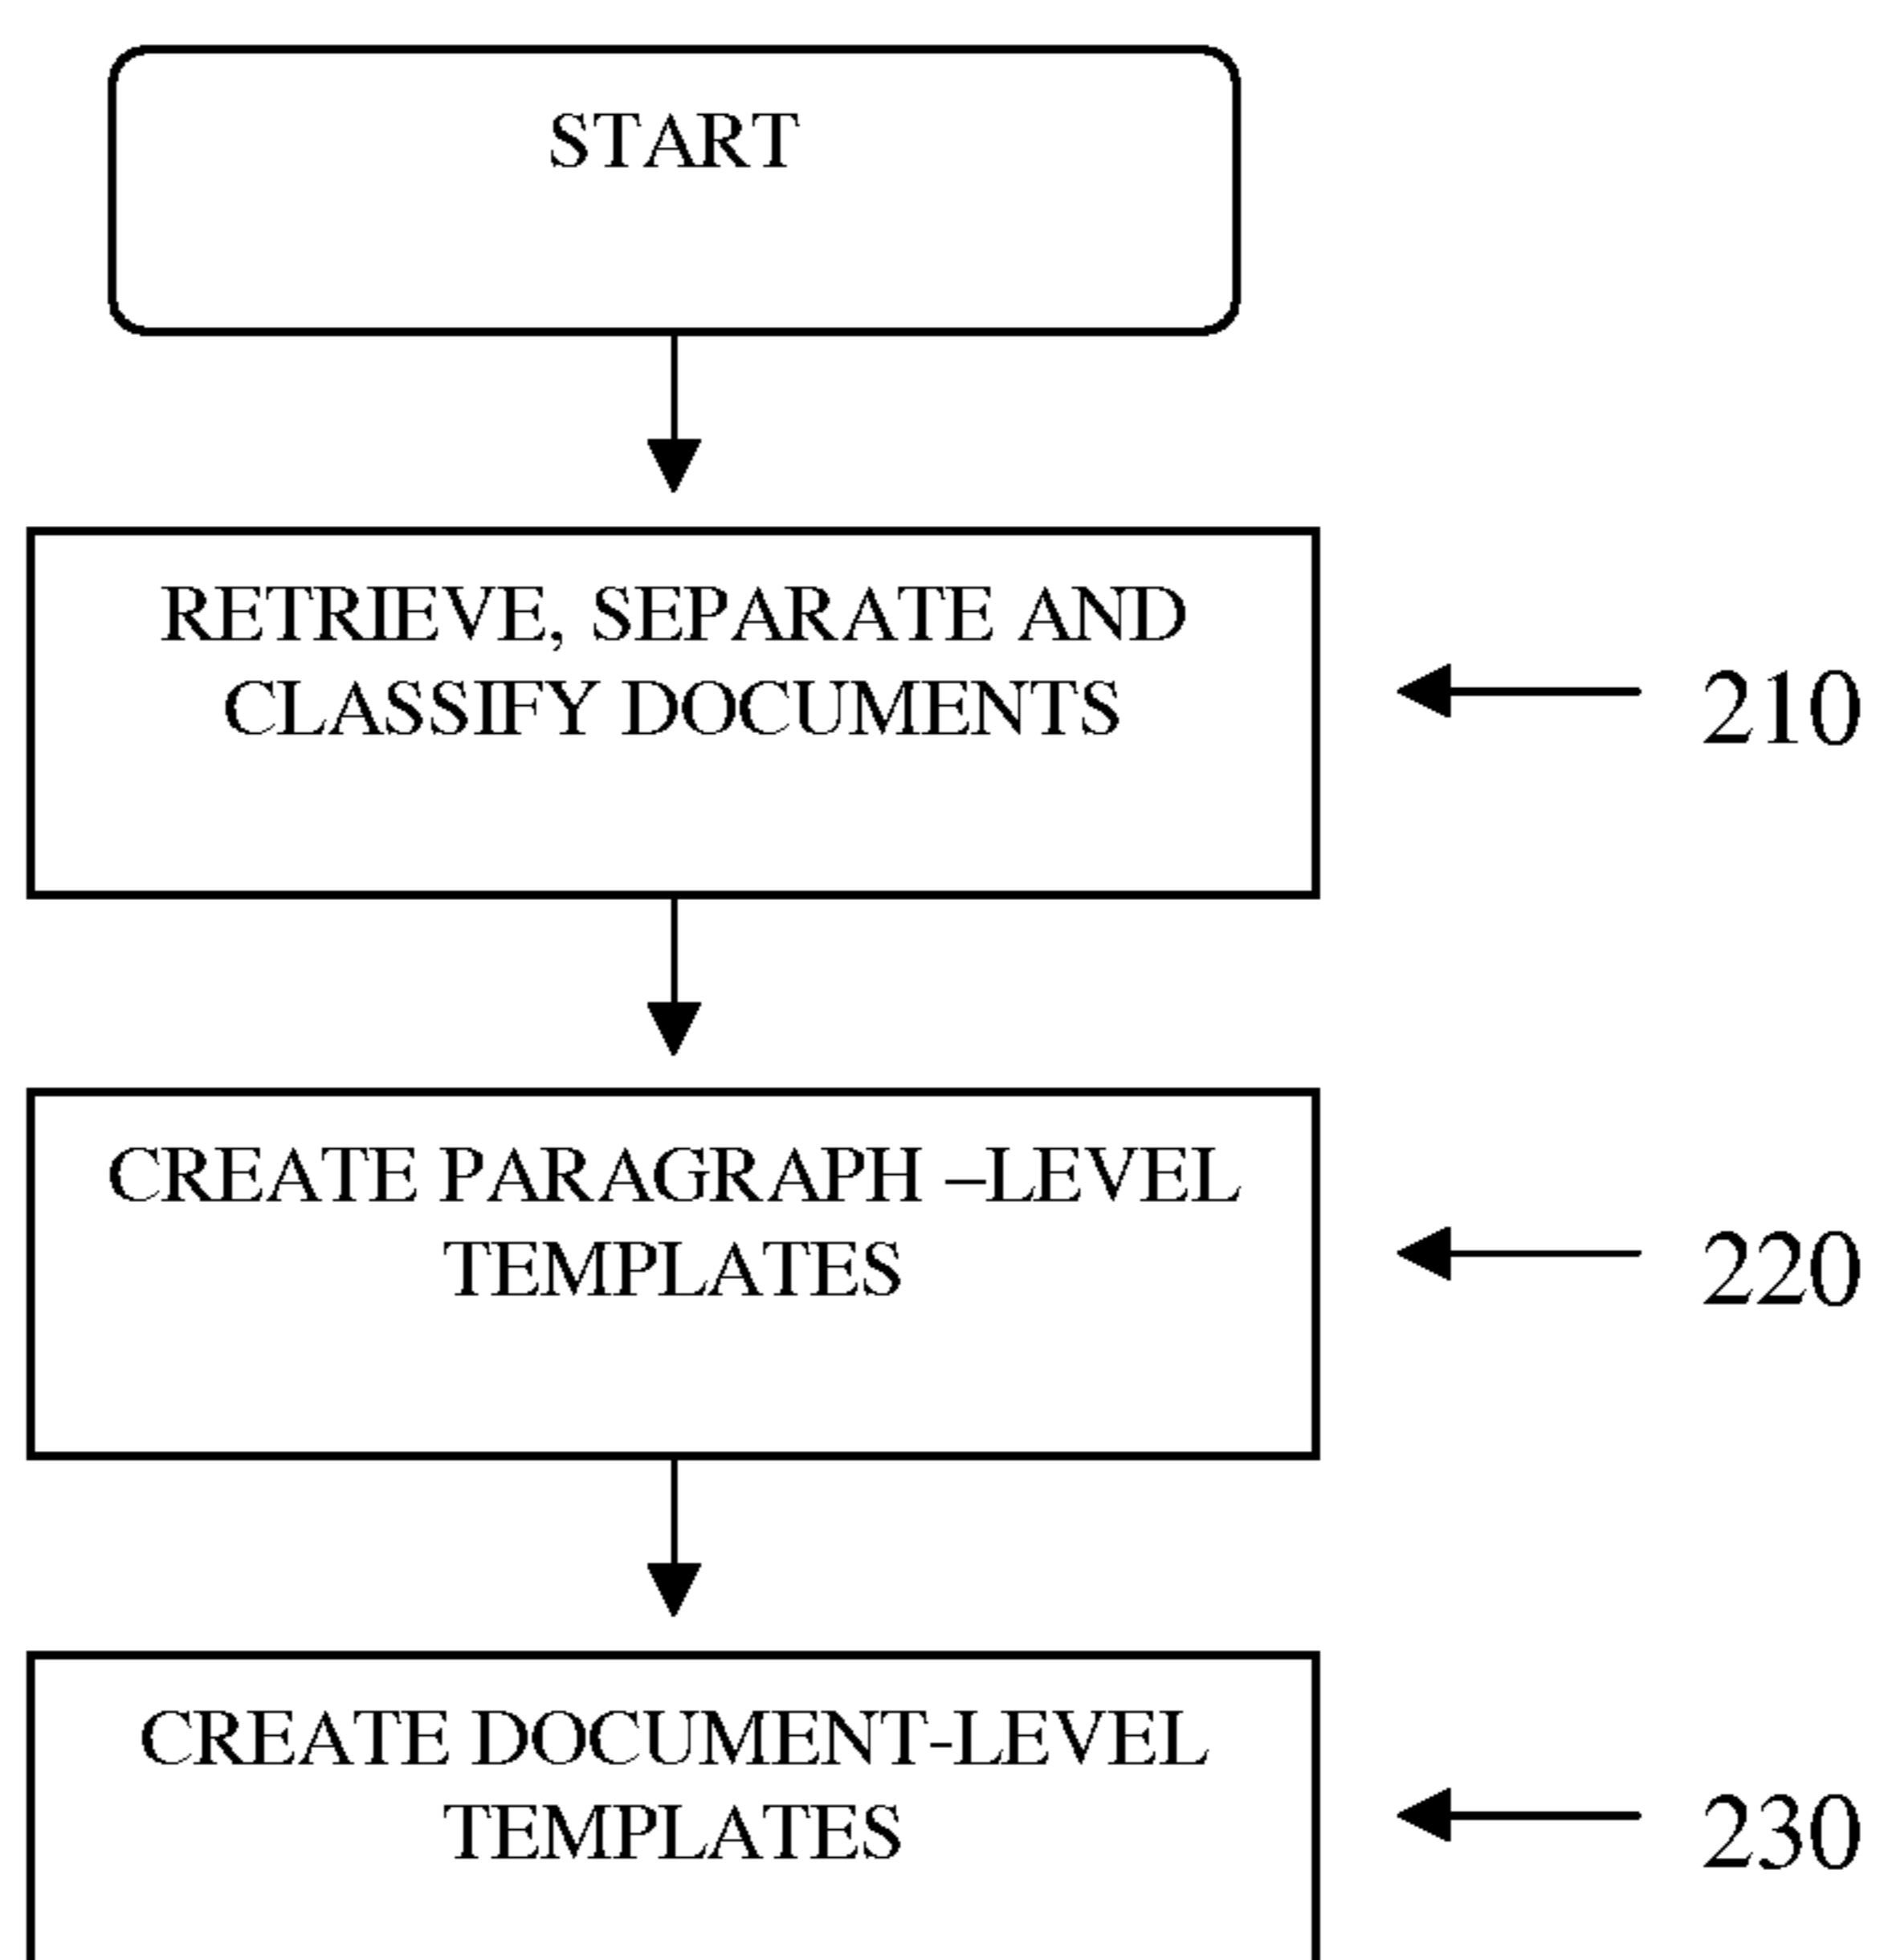 START
RETRIEVE, SEPARATE AND
CLASSIFY DOCUMENTS
210
CREATE PARAGRAPH –LEVEL
TEMPLATES
220
CREATE DOCUMENT-LEVEL
TEMPLATES
230